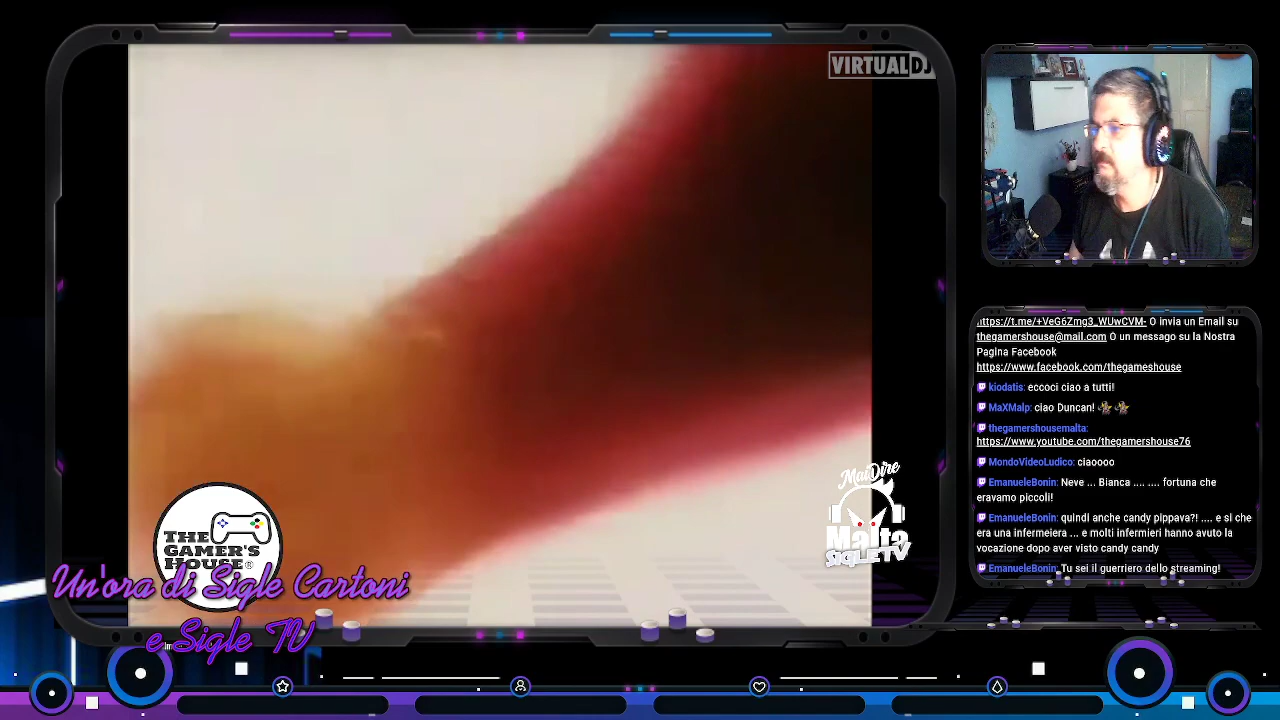 VIRTUALDJ
https://t.me/+VeG6Zmg3_WUwCVM- O invia un Email su
thegamershouse@mail.com O un messago su la Nostra
Pagina Facebook
https://www.facebook.com/thegameshouse
kiodatis: eccoci ciao a tutti!
MaXMalp: ciao Duncan!
thegamershousemalta:
https://www.youtube.com/thegamershouse76
MondoVideoLudico: ciaoooo
EmanueleBonin: Neve ... Bianca .... .... fortuna che
eravamo piccoli!
EmanueleBonin: quindi anche candy pippava?! .... e si che
era una infermeiera ... e molti infermieri hanno avuto la
vocazione dopo aver visto candy candy
EmanueleBonin: Tu sei il guerriero dello streaming!
MaiDire
Malta
SIGLETV
THE
GAMER'S
HOUSE®
Un'ora di Sigle Cartoni
e Sigle TV